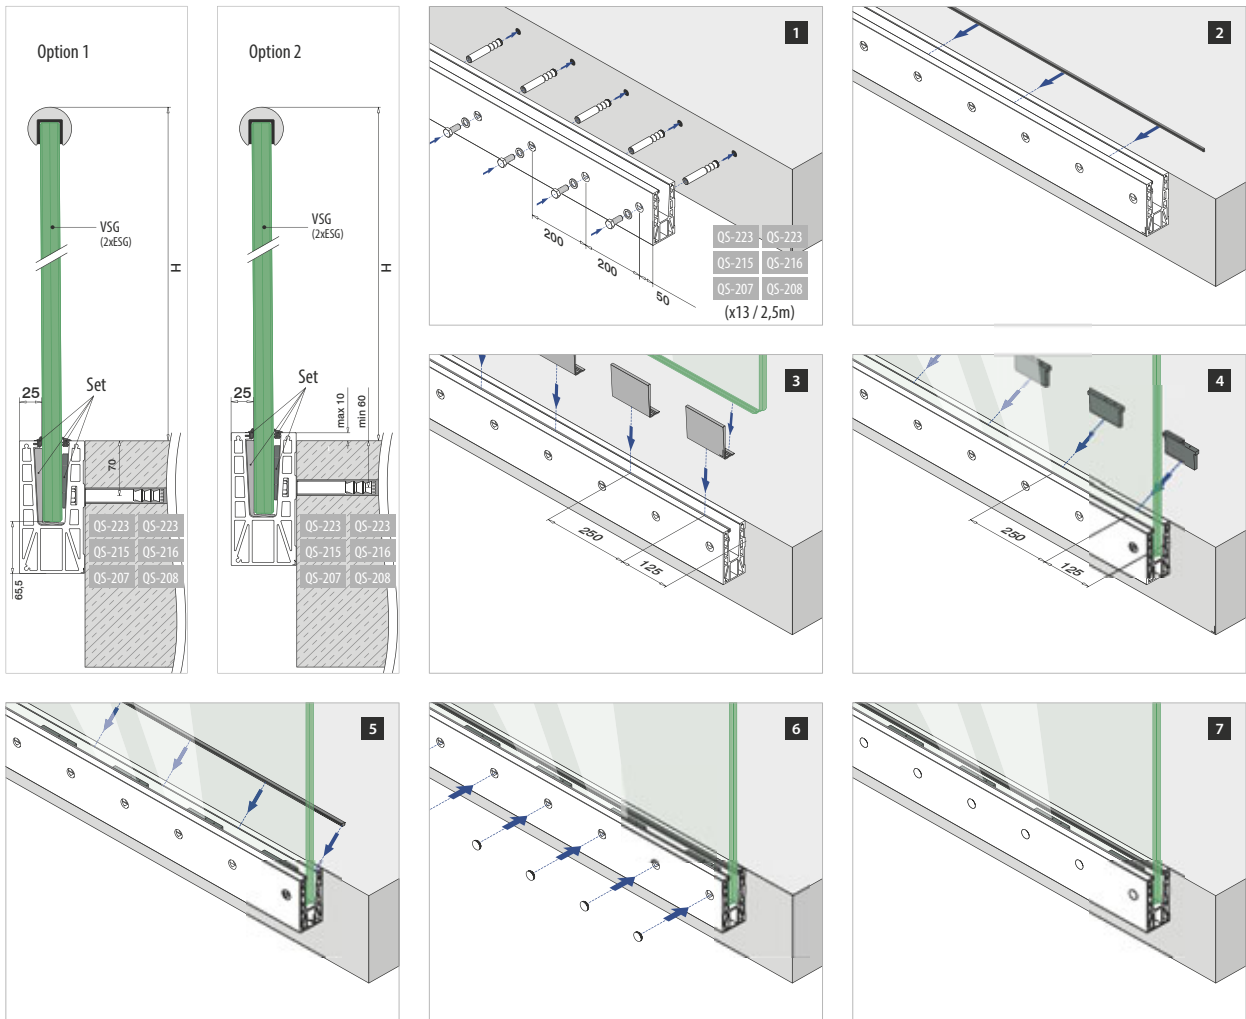 Option 1
VSG
(2xESG)
H
Set
25
70
QS-223 QS-223
QS-215 QS-216
QS-207 QS-208
65,5
Option 2
VSG
(2xESG)
H
Set
25
max 10
min 60
QS-223 QS-223
QS-215 QS-216
QS-207 QS-208
1
200
200
50
QS-223 QS-223
QS-215 QS-216
QS-207 QS-208
(x13 / 2,5m)
2
3
250
125
4
250
125
5
6
7